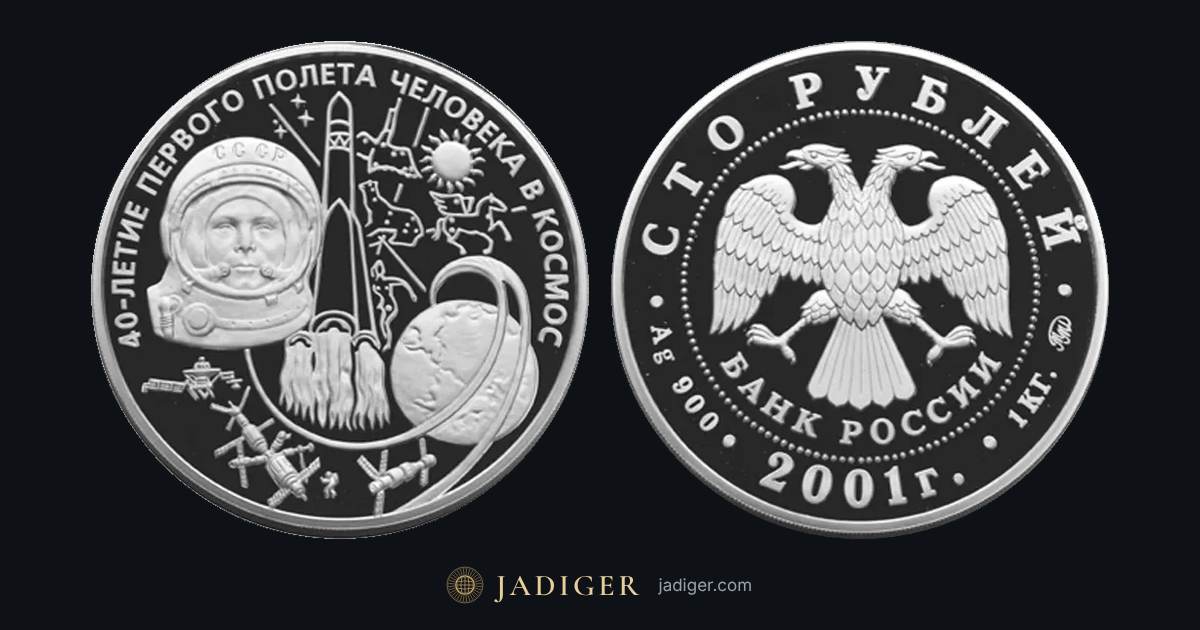 40-ЛЕТИЕ ПЕРВОГО ПОЛЕТА ЧЕЛОВЕКА В КОСМОС
СССР
СТО РУБЛЕЙ
• Ag 900 • 2001г. • 1КГ. •
БАНК РОССИИ
JADIGER jadiger.com